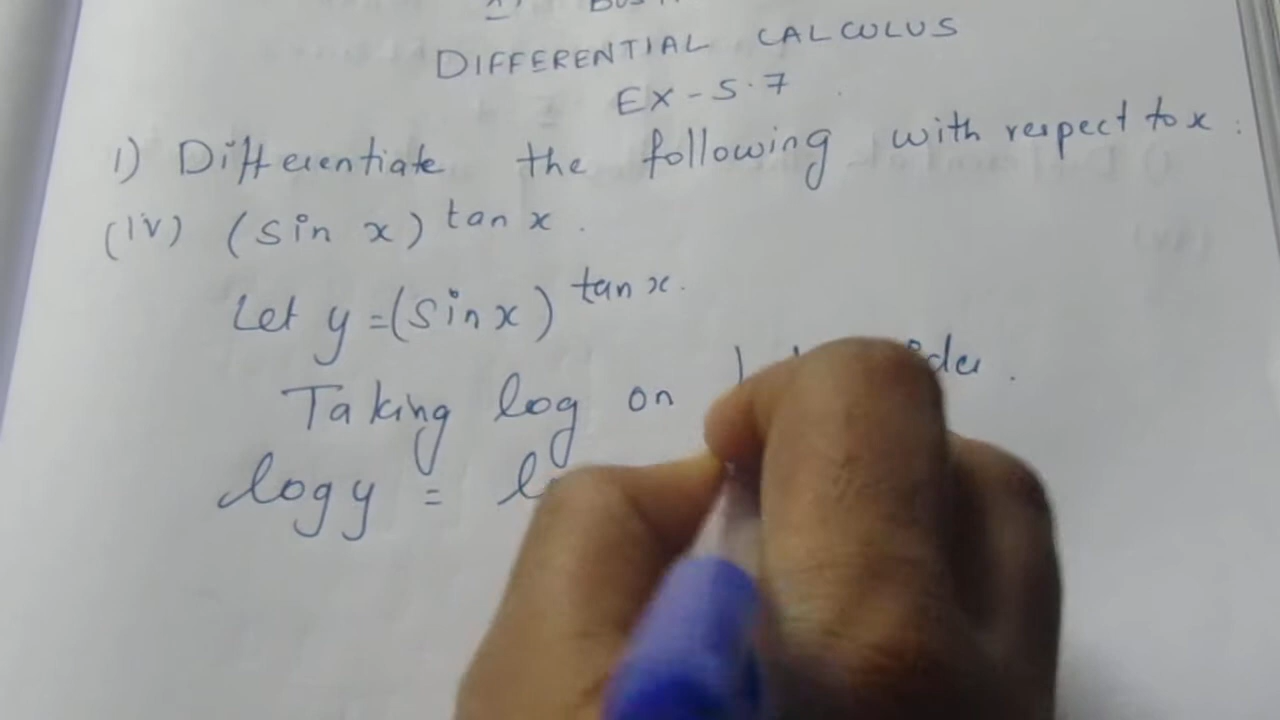 DIFFERENTIAL CALCULUS
EX-5.7
1) Differentiate the following with respect to x:
(iv) (sin x)^tan x.
Let y=(sinx)^tan x.
Taking log on
log y =